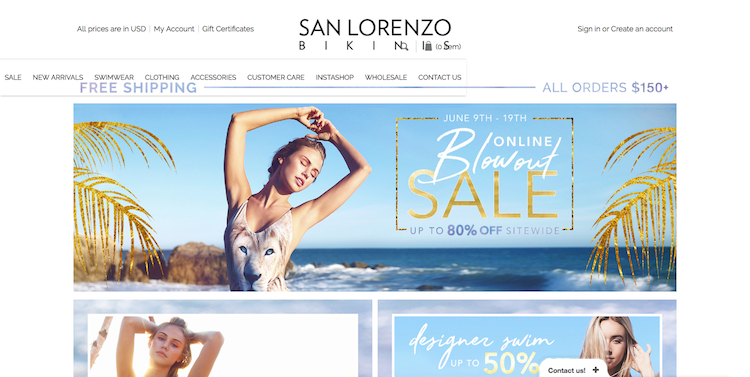 All prices are in USD | My Account | Gift Certificates
SAN LORENZO
BIKINIS
(0 item)
Sign in or Create an account
SALE NEW ARRIVALS SWIMWEAR CLOTHING ACCESSORIES CUSTOMER CARE INSTASHOP WHOLESALE CONTACT US
FREE SHIPPING ALL ORDERS $150+
JUNE 9TH - 19TH
ONLINE
Blowout
SALE
UP TO 80% OFF SITEWIDE
designer swim
UP TO 50%
Contact us! +